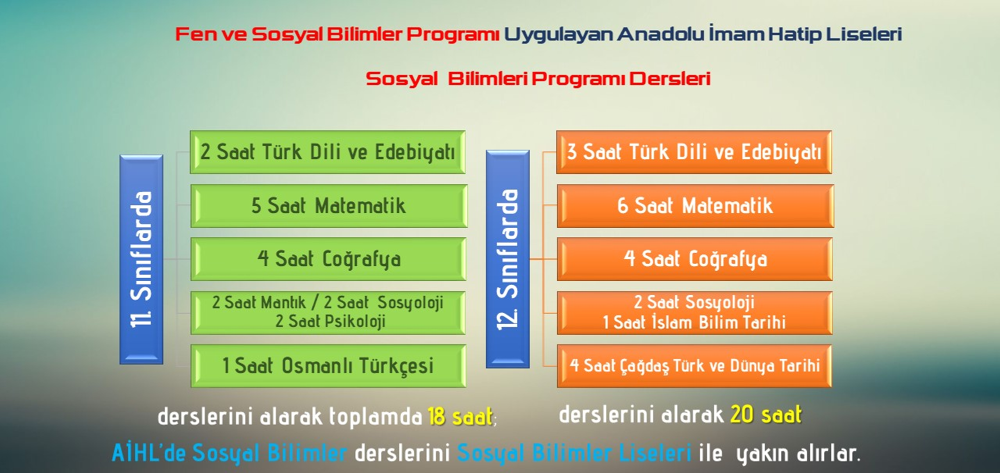 Fen ve Sosyal Bilimler Programı Uygulayan Anadolu İmam Hatip Liseleri
Sosyal Bilimleri Programı Dersleri
11. Sınıflarda
2 Saat Türk Dili ve Edebiyatı
5 Saat Matematik
4 Saat Coğrafya
2 Saat Mantık / 2 Saat Sosyoloji
2 Saat Psikoloji
1 Saat Osmanlı Türkçesi
derslerini alarak toplamda 18 saat;
12. Sınıflarda
3 Saat Türk Dili ve Edebiyatı
6 Saat Matematik
4 Saat Coğrafya
2 Saat Sosyoloji
1 Saat İslam Bilim Tarihi
4 Saat Çağdaş Türk ve Dünya Tarihi
derslerini alarak 20 saat
AİHL'de Sosyal Bilimler derslerini Sosyal Bilimler Liseleri ile yakın alırlar.